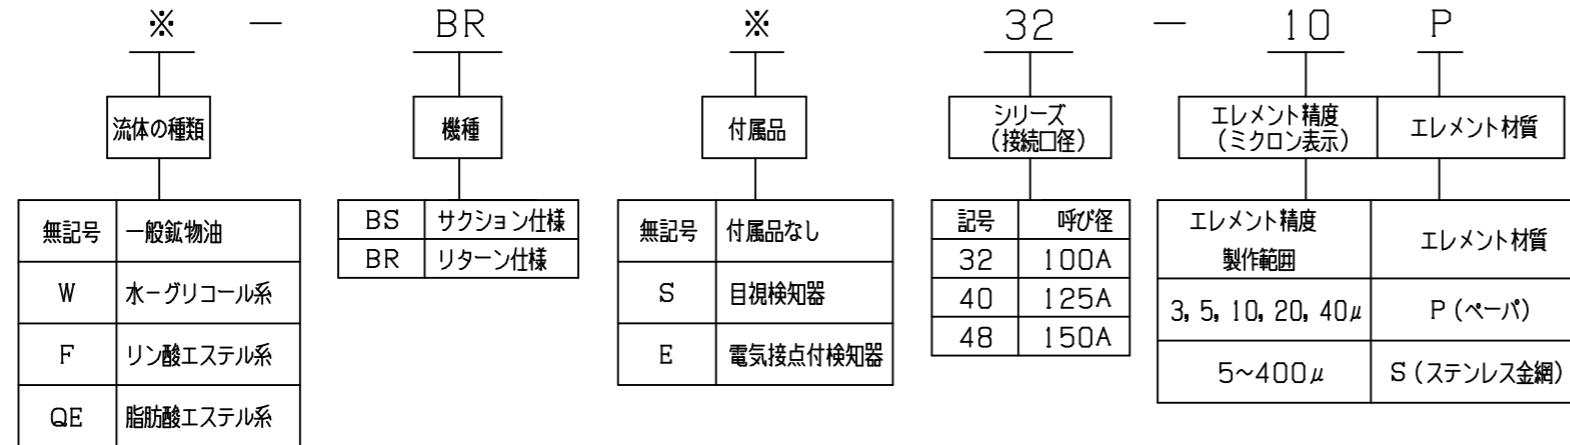 ※ － BR ※ 32 － 10 P
流体の種類
機種
付属品
シリーズ
（接続口径）
エレメント精度
（ミクロン表示）
エレメント材質
無記号 一般鉱物油
W 水－グリコール系
F リン酸エステル系
QE 脂肪酸エステル系
BS サクション仕様
BR リターン仕様
無記号 付属品なし
S 目視検知器
E 電気接点付検知器
記号 呼び径
32 100A
40 125A
48 150A
エレメント精度
製作範囲
エレメント材質
3, 5, 10, 20, 40μ P（ペーパ）
5~400μ S（ステンレス金網）